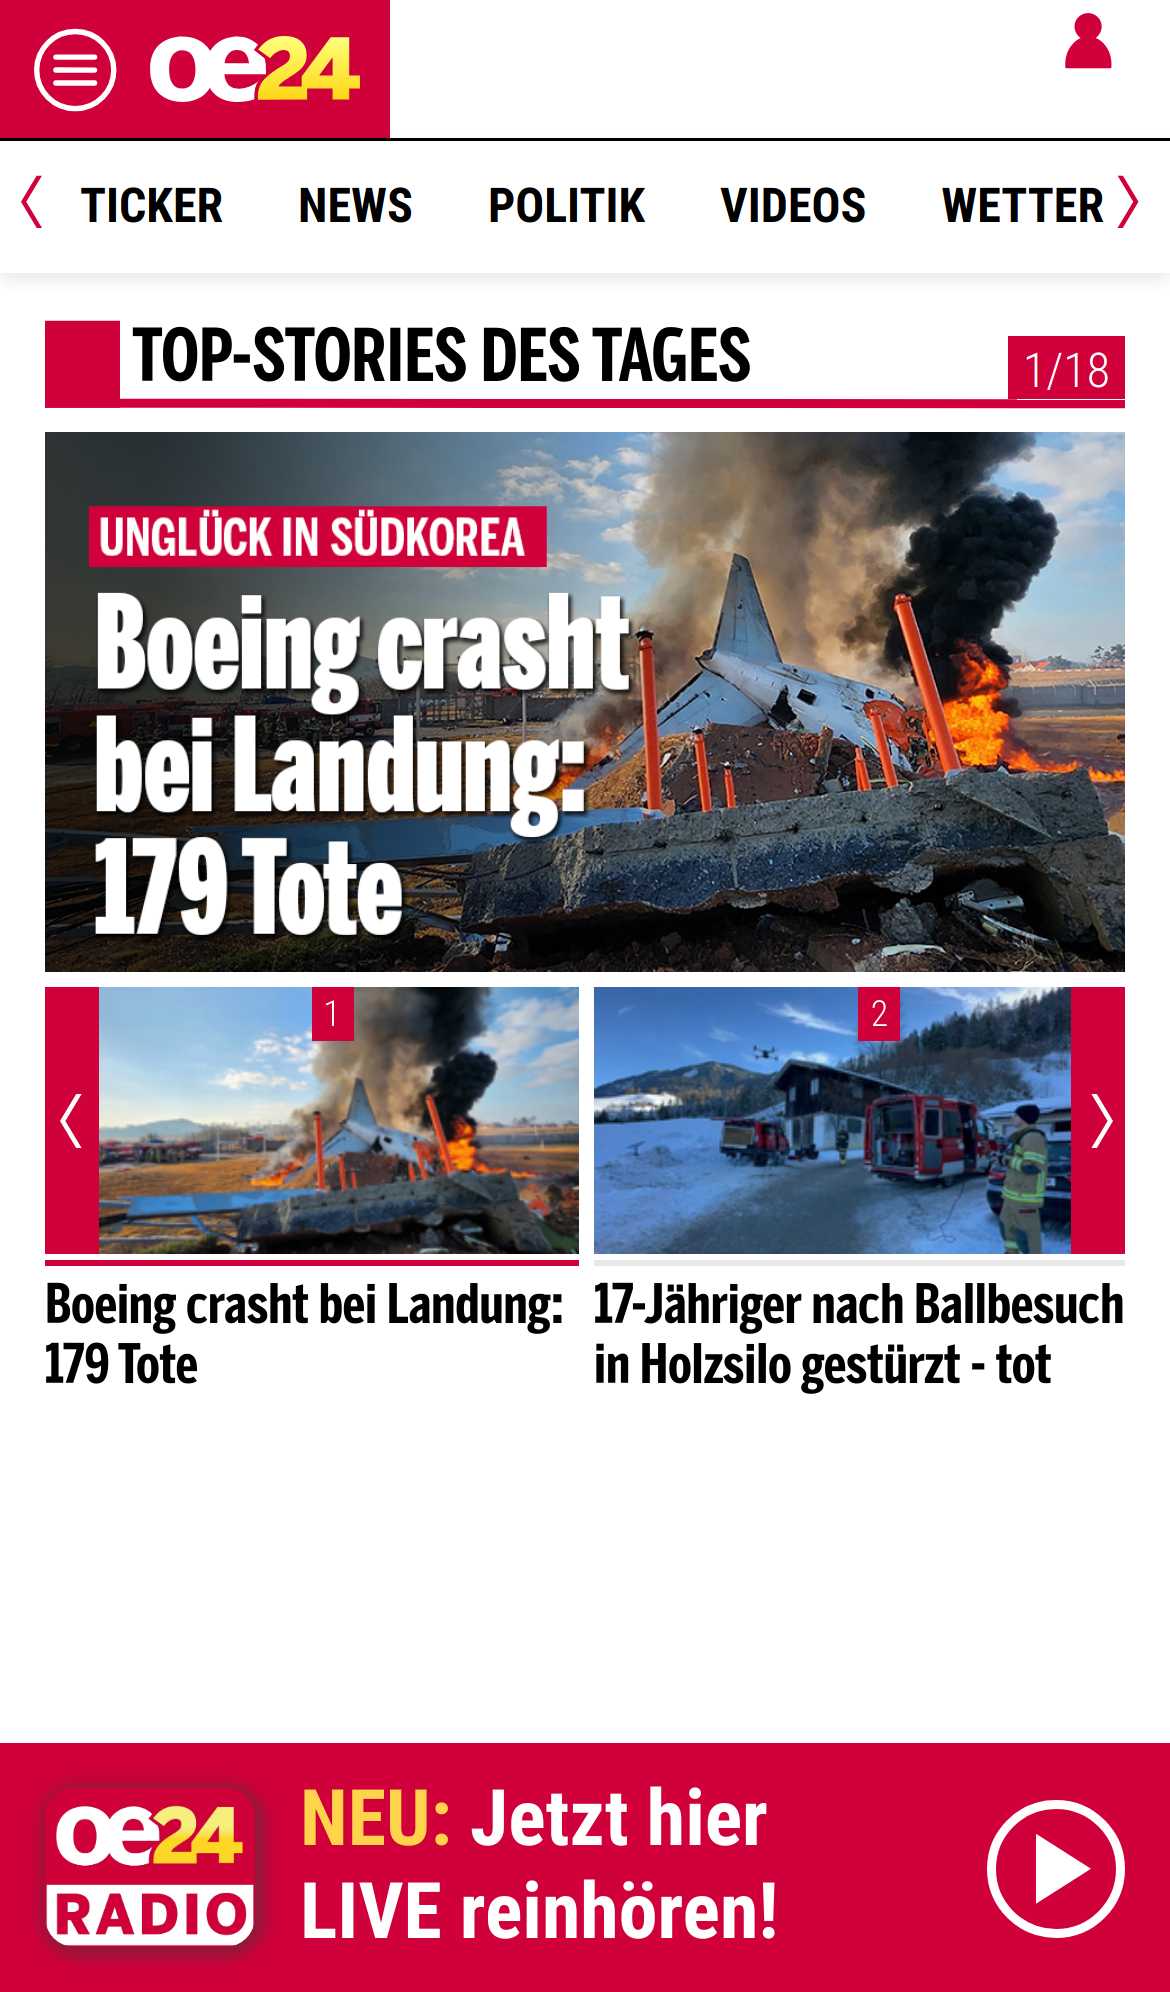 oe24
TICKER NEWS POLITIK VIDEOS WETTER
TOP-STORIES DES TAGES
1/18
UNGLÜCK IN SÜDKOREA
Boeing crasht
bei Landung:
179 Tote
1
2
Boeing crasht bei Landung:
179 Tote
17-Jähriger nach Ballbesuch
in Holzsilo gestürzt - tot
oe24
RADIO
NEU: Jetzt hier
LIVE reinhören!